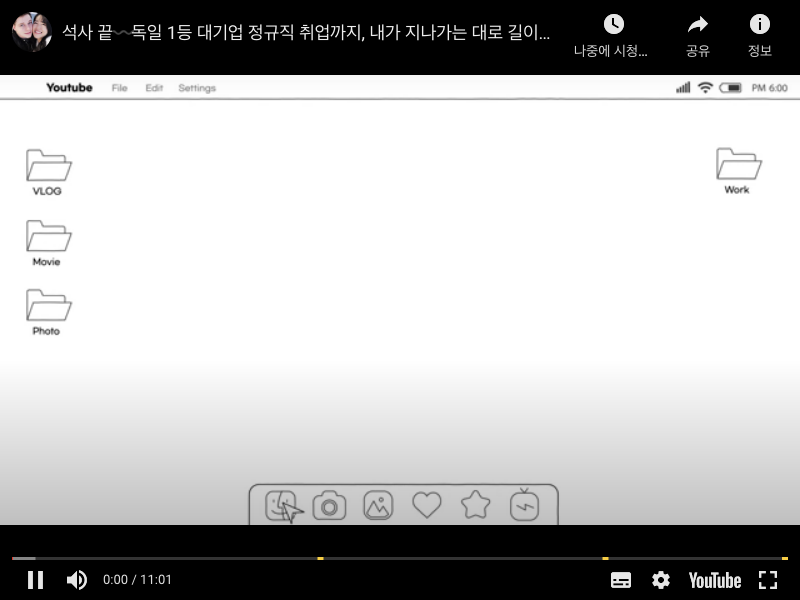 석사 끝~독일 1등 대기업 정규직 취업까지, 내가 지나가는 대로 길이...
나중에 시청...
공유
정보
Youtube File Edit Settings PM 6:00
VLOG
Work
Movie
Photo
0:00 / 11:01
YouTube